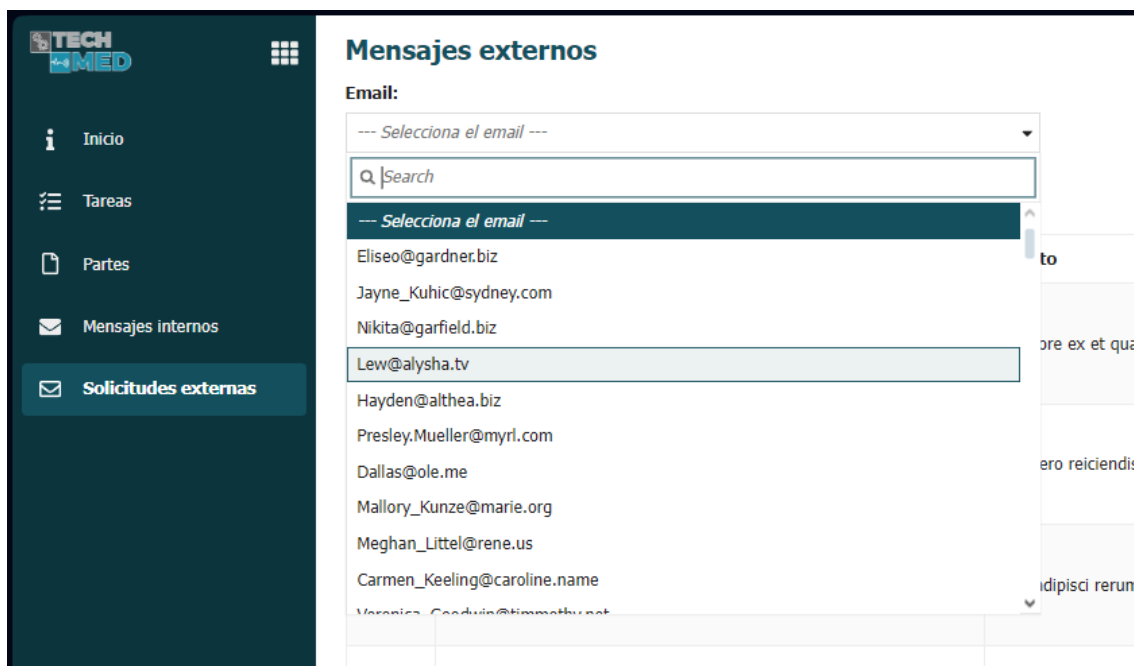 TECH
MED
Inicio
Tareas
Partes
Mensajes internos
Solicitudes externas
Mensajes externos
Email:
--- Selecciona el email ---
Search
--- Selecciona el email ---
Eliseo@gardner.biz
Jayne_Kuhic@sydney.com
Nikita@garfield.biz
Lew@alysha.tv
Hayden@althea.biz
Presley.Mueller@myrl.com
Dallas@ole.me
Mallory_Kunze@marie.org
Meghan_Littel@rene.us
Carmen_Keeling@caroline.name
Veronica_Goodwin@timmothy.net
to
ore ex et qua
ero reiciendis
dipisci rerum